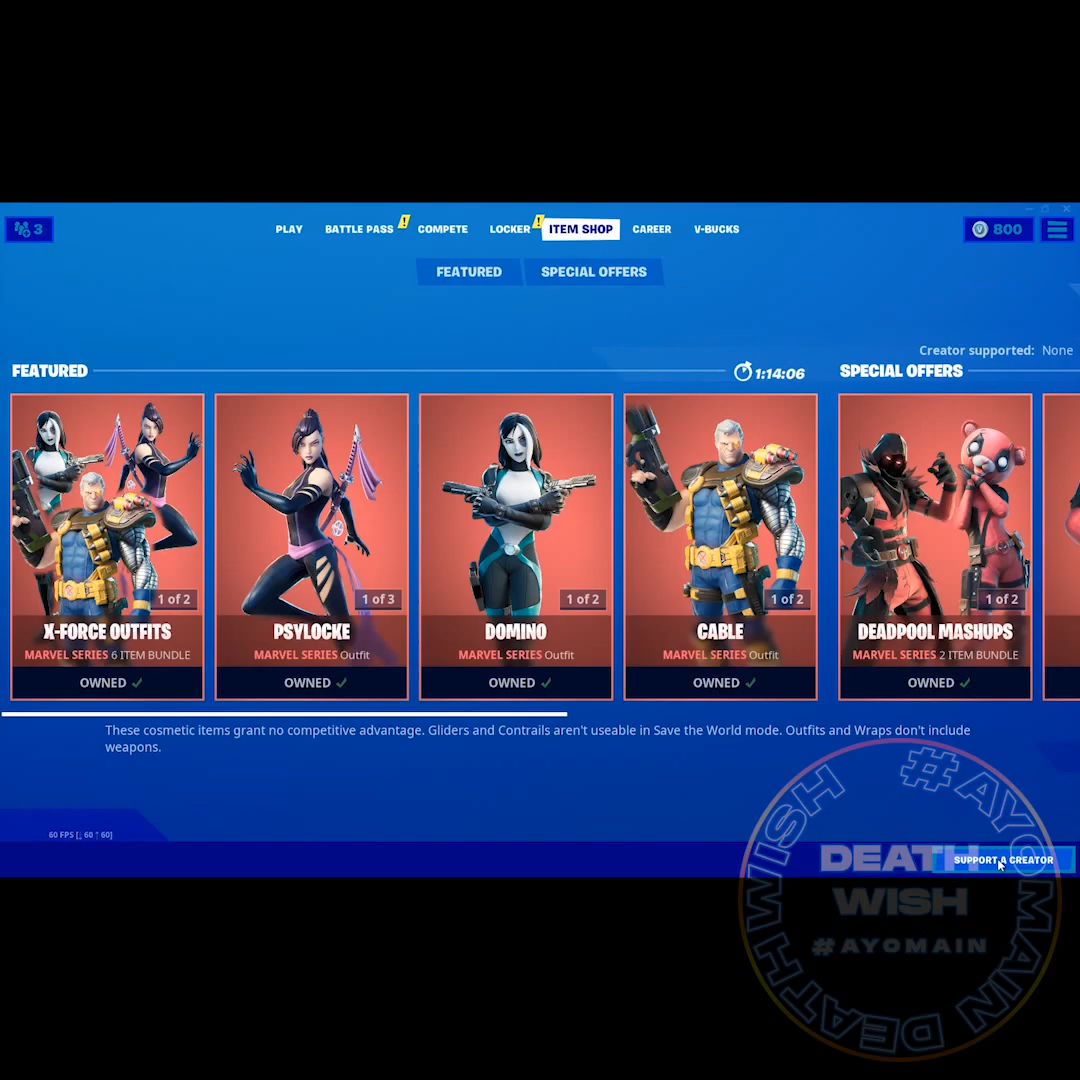 3
PLAY BATTLE PASS ! COMPETE LOCKER ! ITEM SHOP CAREER V-BUCKS
800
FEATURED SPECIAL OFFERS
Creator supported: None
FEATURED 1:14:06 SPECIAL OFFERS
1 of 2 1 of 3 1 of 2 1 of 2 1 of 2
X-FORCE OUTFITS PSYLOCKE DOMINO CABLE DEADPOOL MASHUPS
MARVEL SERIES 6 ITEM BUNDLE MARVEL SERIES Outfit MARVEL SERIES Outfit MARVEL SERIES Outfit MARVEL SERIES 2 ITEM BUNDLE
OWNED ✓ OWNED ✓ OWNED ✓ OWNED ✓ OWNED ✓
These cosmetic items grant no competitive advantage. Gliders and Contrails aren't useable in Save the World mode. Outfits and Wraps don't include
weapons.
60 FPS [: 60 : 60]
SUPPORT A CREATOR
DEATH
WISH
#AYOMAIN
#AYOMAIN DEATHWISH